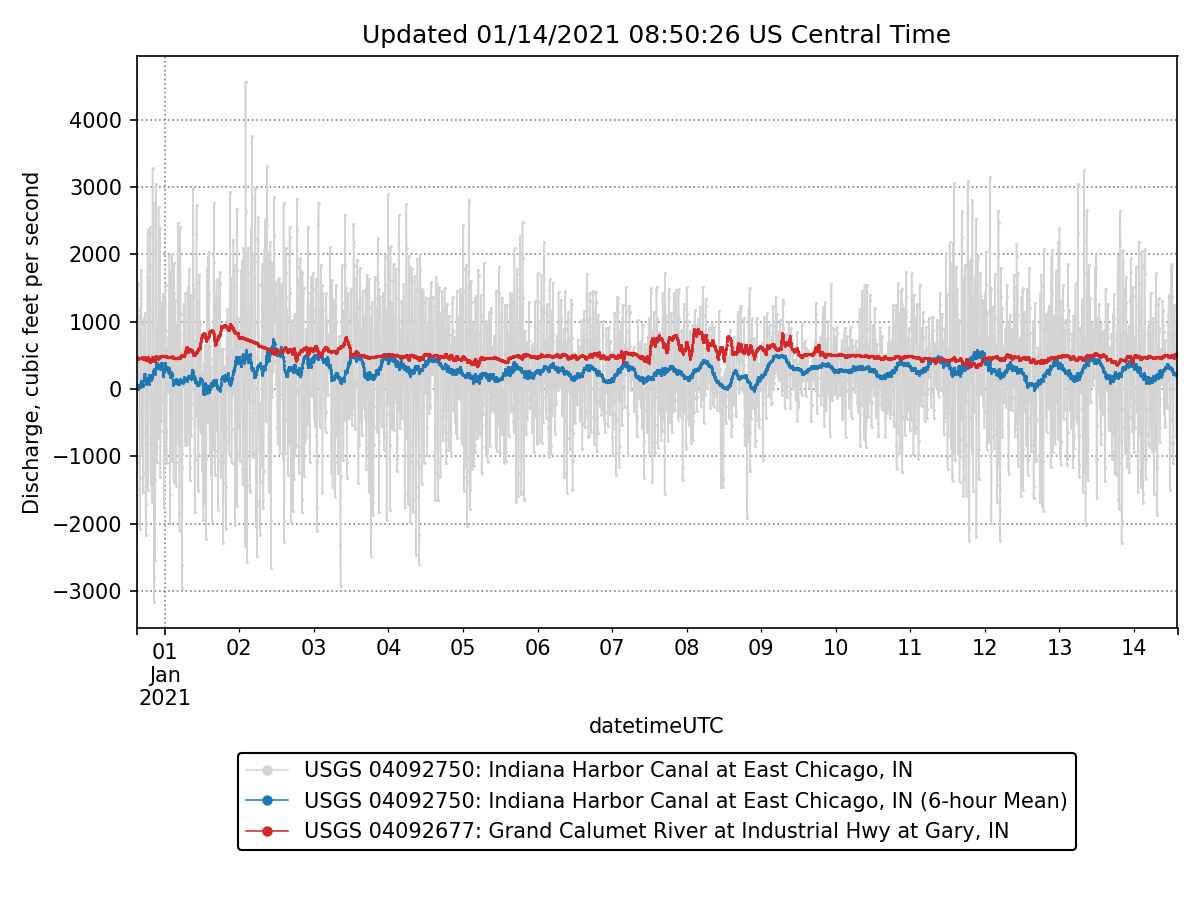 Updated 01/14/2021 08:50:26 US Central Time
Discharge, cubic feet per second
4000
3000
2000
1000
0
−1000
−2000
−3000
01 02 03 04 05 06 07 08 09 10 11 12 13 14
Jan
2021
datetimeUTC
USGS 04092750: Indiana Harbor Canal at East Chicago, IN
USGS 04092750: Indiana Harbor Canal at East Chicago, IN (6-hour Mean)
USGS 04092677: Grand Calumet River at Industrial Hwy at Gary, IN